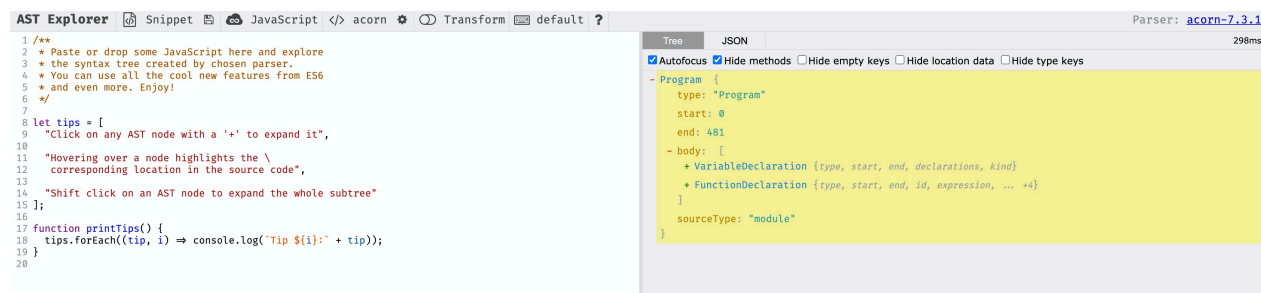 AST Explorer Snippet JavaScript </> acorn Transform default ? Parser: acorn-7.3.1
1 /**
2  * Paste or drop some JavaScript here and explore
3  * the syntax tree created by chosen parser.
4  * You can use all the cool new features from ES6
5  * and even more. Enjoy!
6  */
7
8 let tips = [
9   "Click on any AST node with a '+' to expand it",
10
11   "Hovering over a node highlights the \
12    corresponding location in the source code",
13
14   "Shift click on an AST node to expand the whole subtree"
15 ];
16
17 function printTips() {
18   tips.forEach((tip, i) => console.log(`Tip ${i}:` + tip));
19 }
20
Tree JSON 298ms
Autofocus Hide methods Hide empty keys Hide location data Hide type keys
- Program {
type: "Program"
start: 0
end: 481
- body: [
+ VariableDeclaration {type, start, end, declarations, kind}
+ FunctionDeclaration {type, start, end, id, expression, ... +4}
]
sourceType: "module"
}